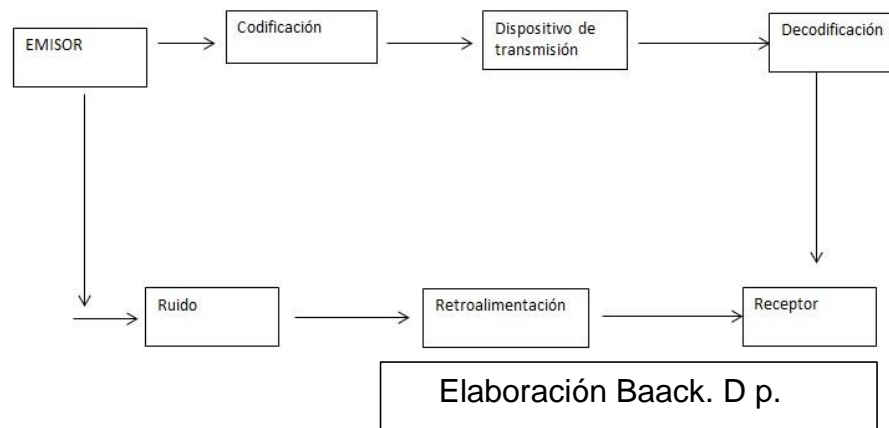 EMISOR
Codificación
Dispositivo de
transmisión
Decodificación
Ruido
Retroalimentación
Receptor
Elaboración Baack. D p.